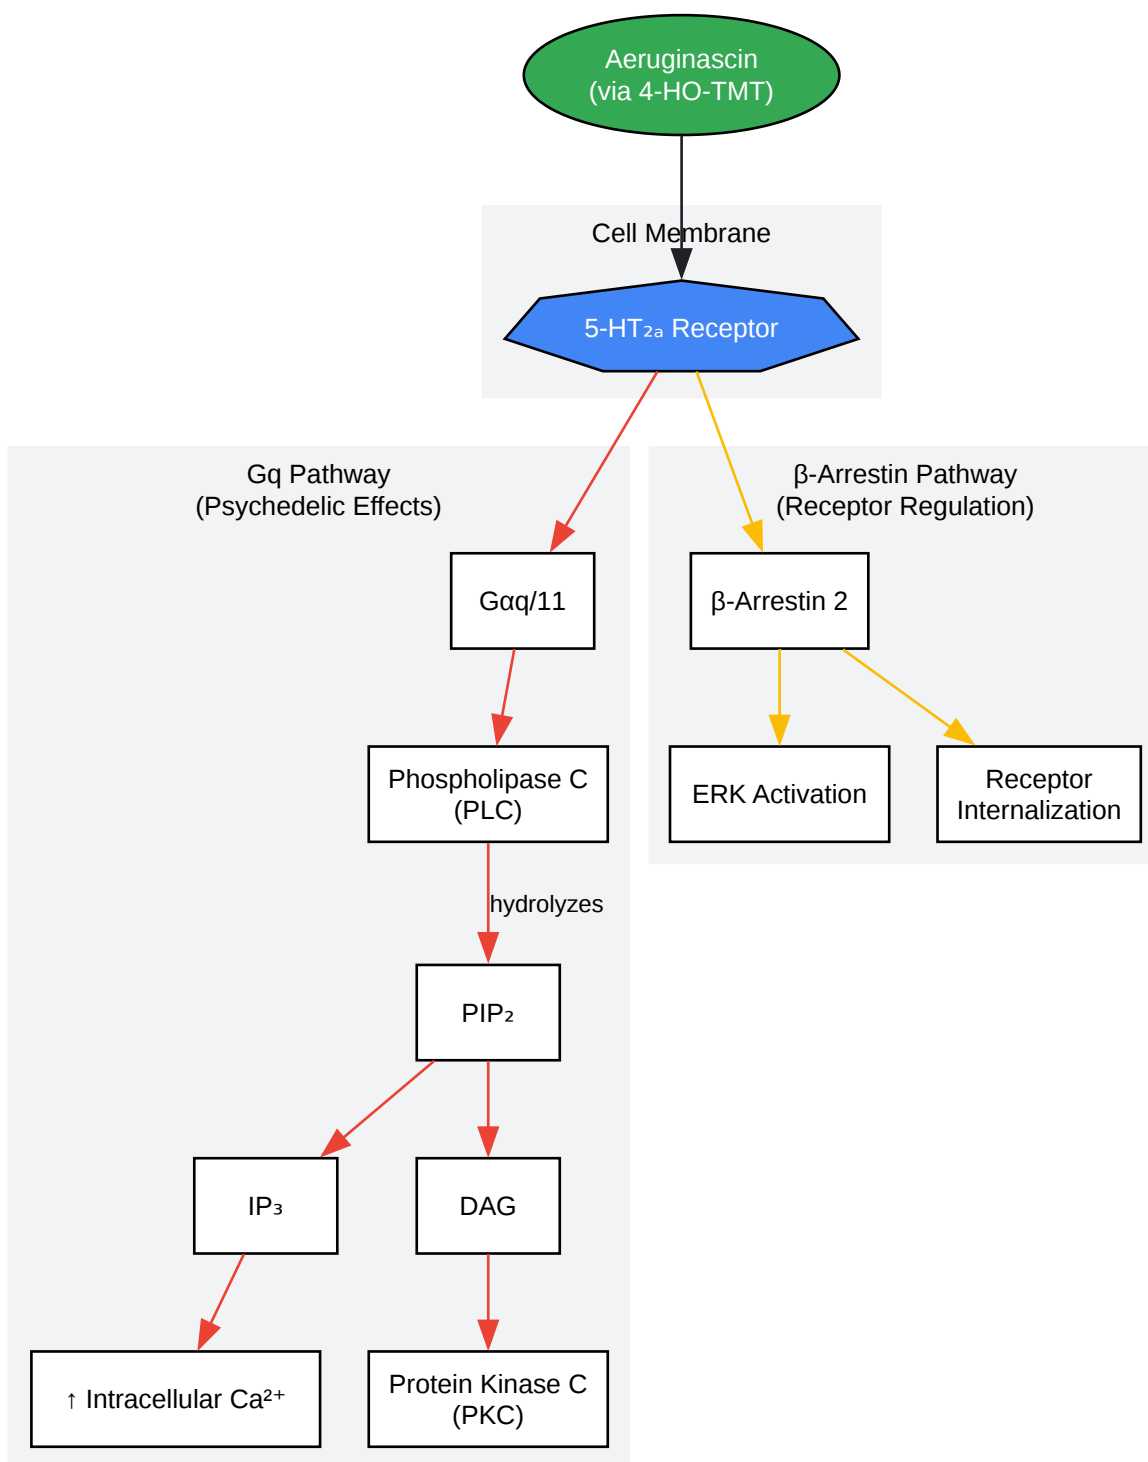 Aeruginascin
(via 4-HO-TMT)
Cell Membrane
5-HT₂ₐ Receptor
Gq Pathway
(Psychedelic Effects)
β-Arrestin Pathway
(Receptor Regulation)
Gαq/11
β-Arrestin 2
Phospholipase C
(PLC)
ERK Activation
Receptor
Internalization
hydrolyzes
PIP₂
IP₃
DAG
↑ Intracellular Ca²⁺
Protein Kinase C
(PKC)